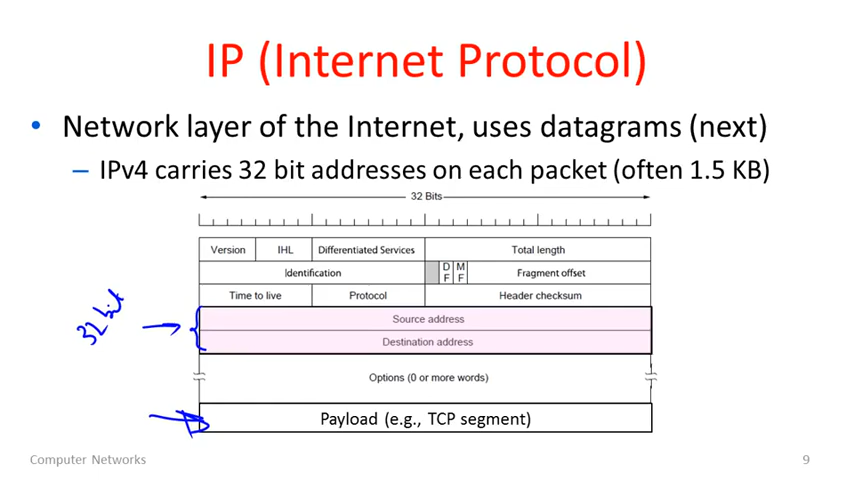 IP (Internet Protocol)
• Network layer of the Internet, uses datagrams (next)
– IPv4 carries 32 bit addresses on each packet (often 1.5 KB)
32 Bits
Version IHL Differentiated Services Total length
Identification D F M F Fragment offset
Time to live Protocol Header checksum
32 bit
Source address
Destination address
Options (0 or more words)
Payload (e.g., TCP segment)
Computer Networks 9